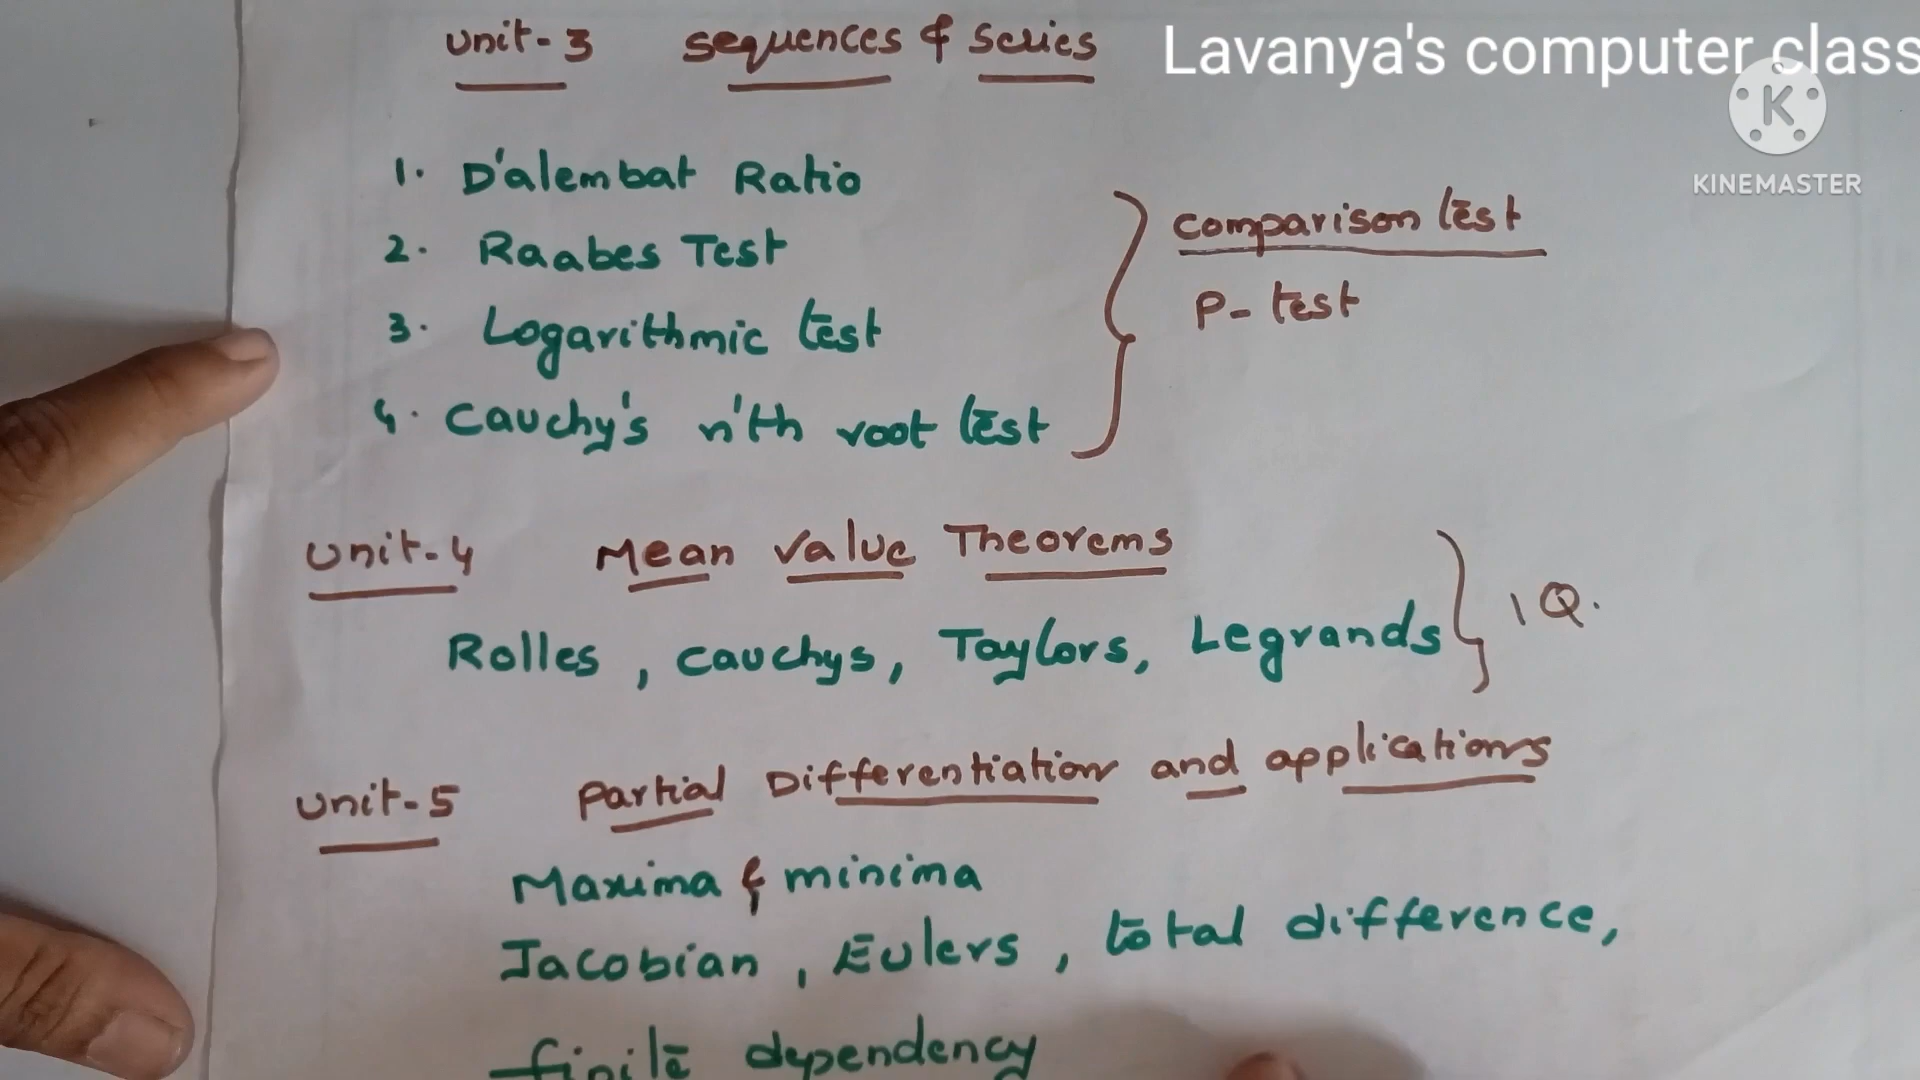 Unit-3 Sequences & Series
Lavanya's computer class
KINEMASTER
1. D'alembat Ratio
2. Raabes Test
3. Logarithmic test
4. Cauchy's n'th root test
comparison test
P-test
Unit-4 Mean value Theorems
Rolles, cauchys, Taylors, Legrands
1 Q.
Unit-5 Partial Differentiation and applications
Maxima & minima
Jacobian, Eulers, total difference,
finite dependency